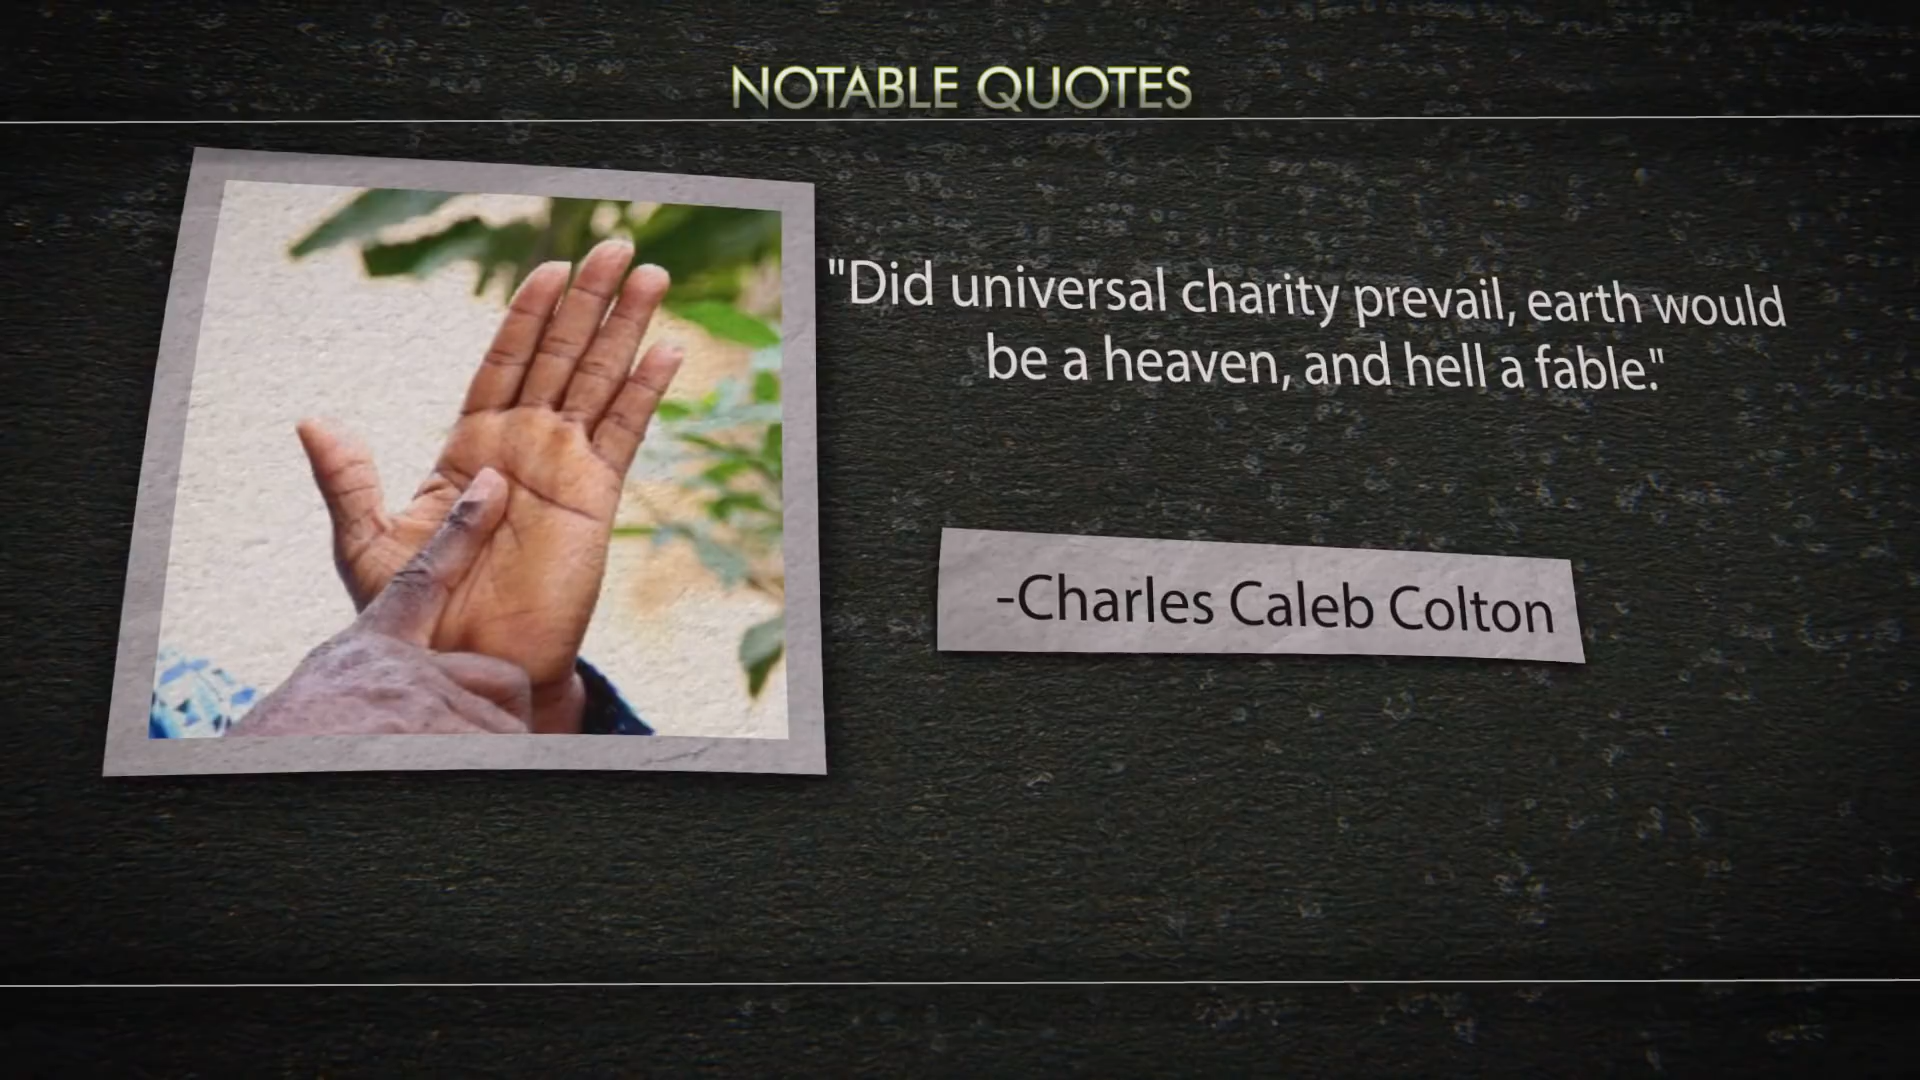 NOTABLE QUOTES
"Did universal charity prevail, earth would
be a heaven, and hell a fable."
-Charles Caleb Colton